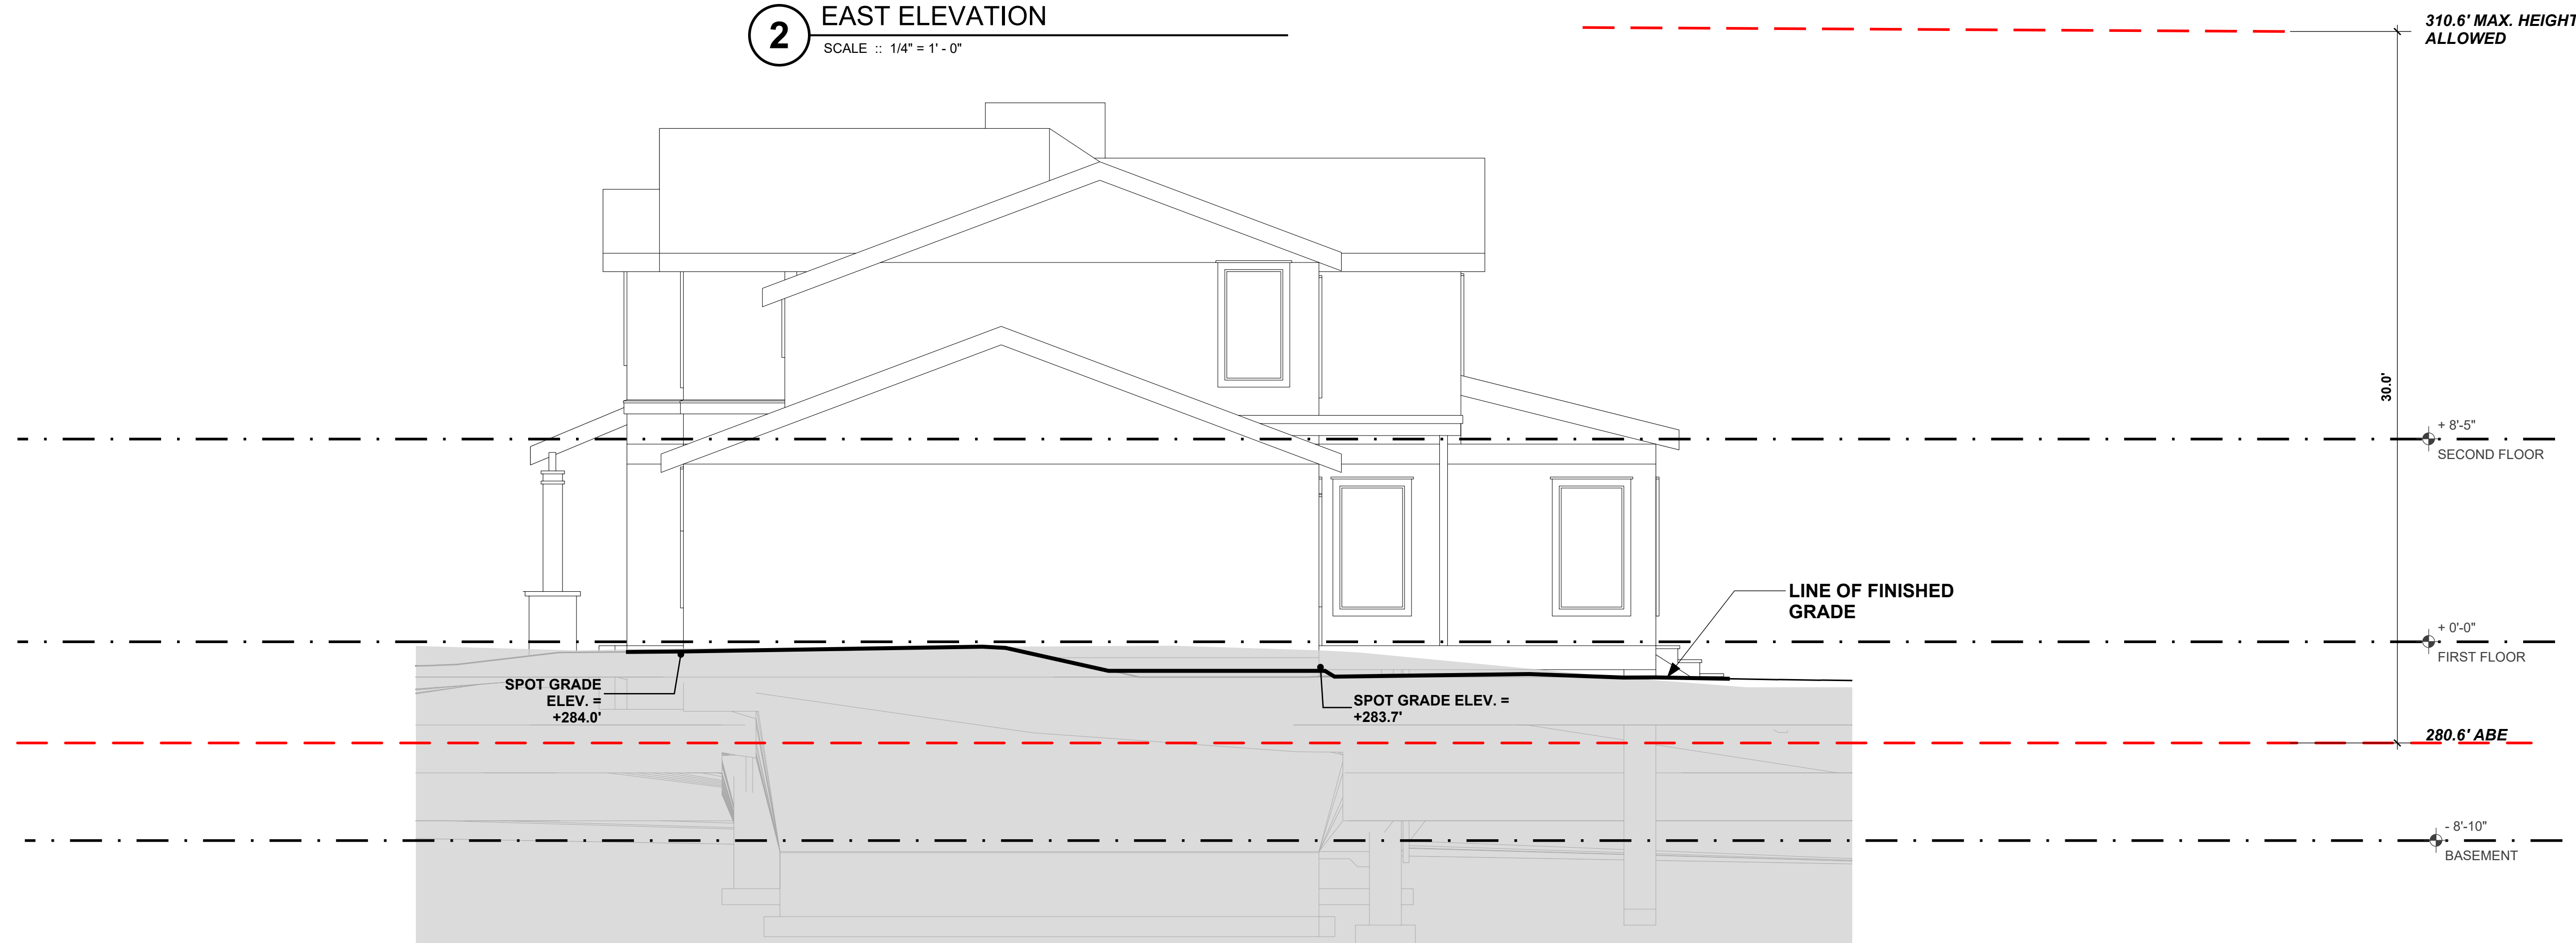 2
EAST ELEVATION
SCALE :: 1/4" = 1' - 0"
310.6' MAX. HEIGHT
ALLOWED
30.0'
+ 8'-5"
SECOND FLOOR
LINE OF FINISHED
GRADE
+ 0'-0"
FIRST FLOOR
SPOT GRADE
ELEV. =
+284.0'
SPOT GRADE ELEV. =
+283.7'
280.6' ABE
- 8'-10"
BASEMENT